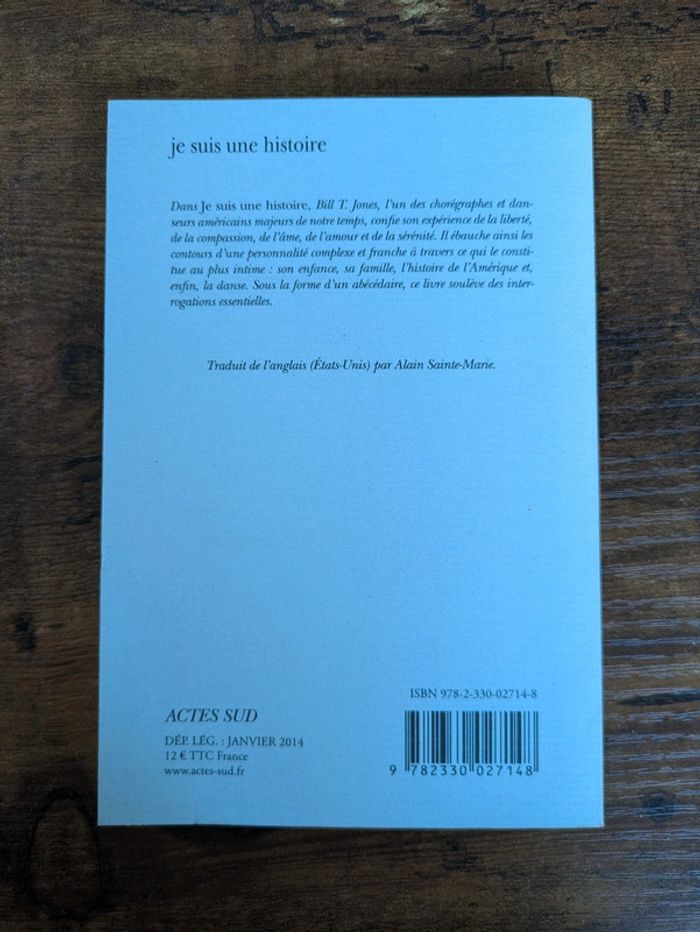 je suis une histoire
Dans Je suis une histoire, Bill T. Jones, l'un des chorégraphes et dan-
seurs américains majeurs de notre temps, confie son expérience de la liberté,
de la compassion, de l'âme, de l'amour et de la sérénité. Il ébauche ainsi les
contours d'une personnalité complexe et franche à travers ce qui le consti-
tue au plus intime : son enfance, sa famille, l'histoire de l'Amérique et,
enfin, la danse. Sous la forme d'un abécédaire, ce livre soulève des inter-
rogations essentielles.
Traduit de l'anglais (États-Unis) par Alain Sainte-Marie.
ACTES SUD
DÉP. LÉG. : JANVIER 2014
12 € TTC France
www.actes-sud.fr
ISBN 978-2-330-02714-8
9 782330 027148